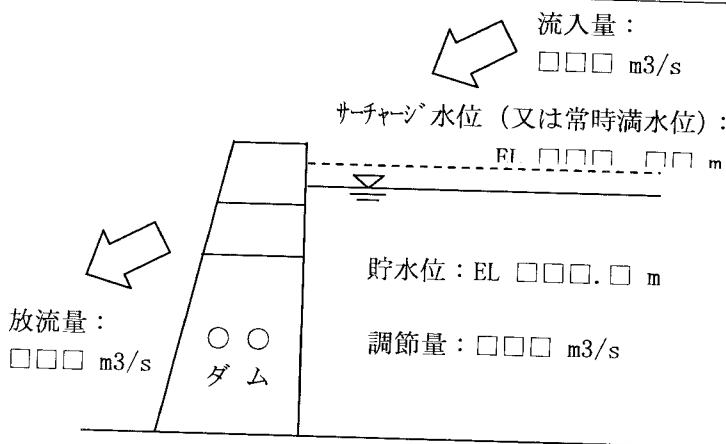 流入量：
□□□ m3/s
サーチャージ水位（又は常時満水位）：
EL □□□ □□ m
貯水位：EL □□□.□ m
放流量：
□□□ m3/s
調節量：□□□ m3/s
○ ○
ダ ム